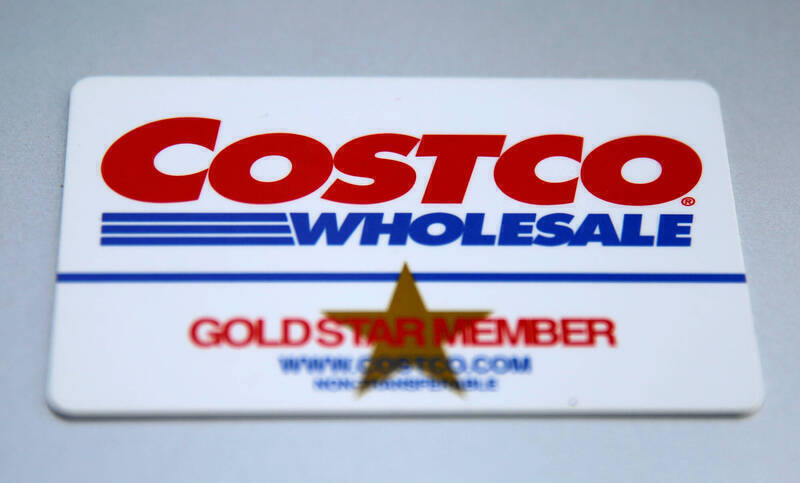 COSTCO®
WHOLESALE
GOLD STAR MEMBER
WWW.COSTCO.COM
NON-TRANSFERABLE